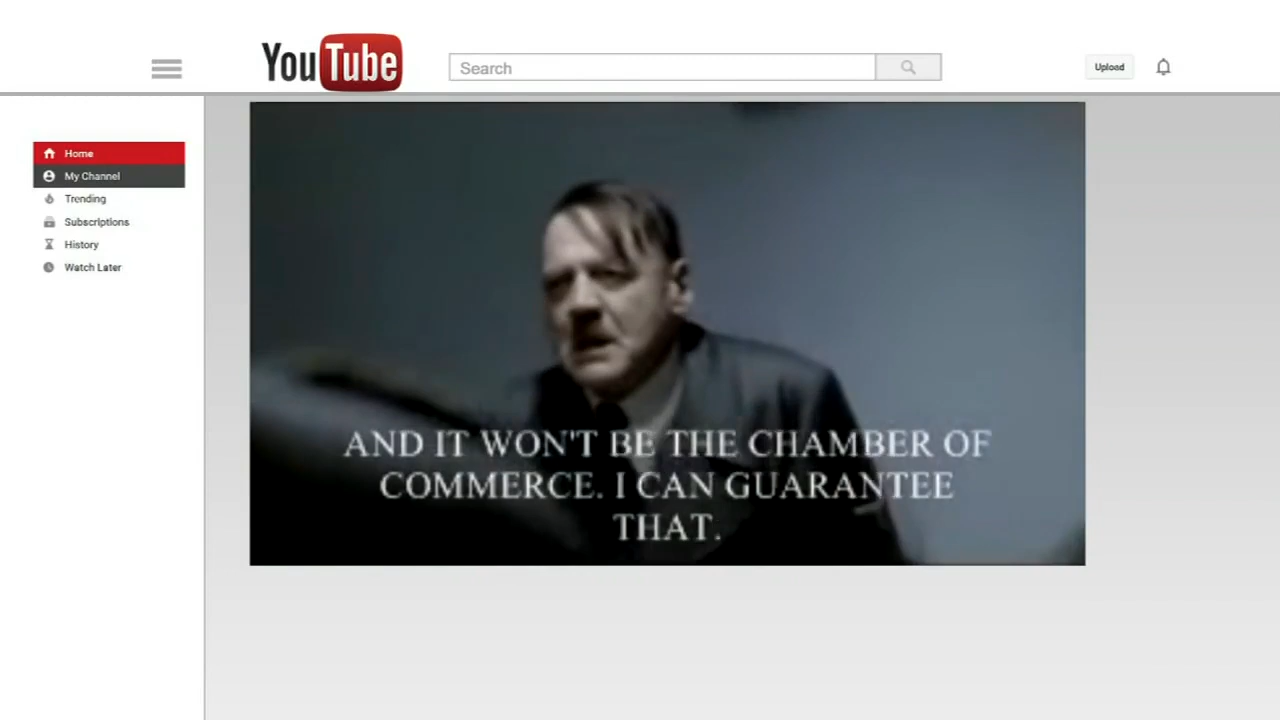 YouTube
Search
Upload
Home
My Channel
Trending
Subscriptions
History
Watch Later
AND IT WON'T BE THE CHAMBER OF
COMMERCE. I CAN GUARANTEE
THAT.